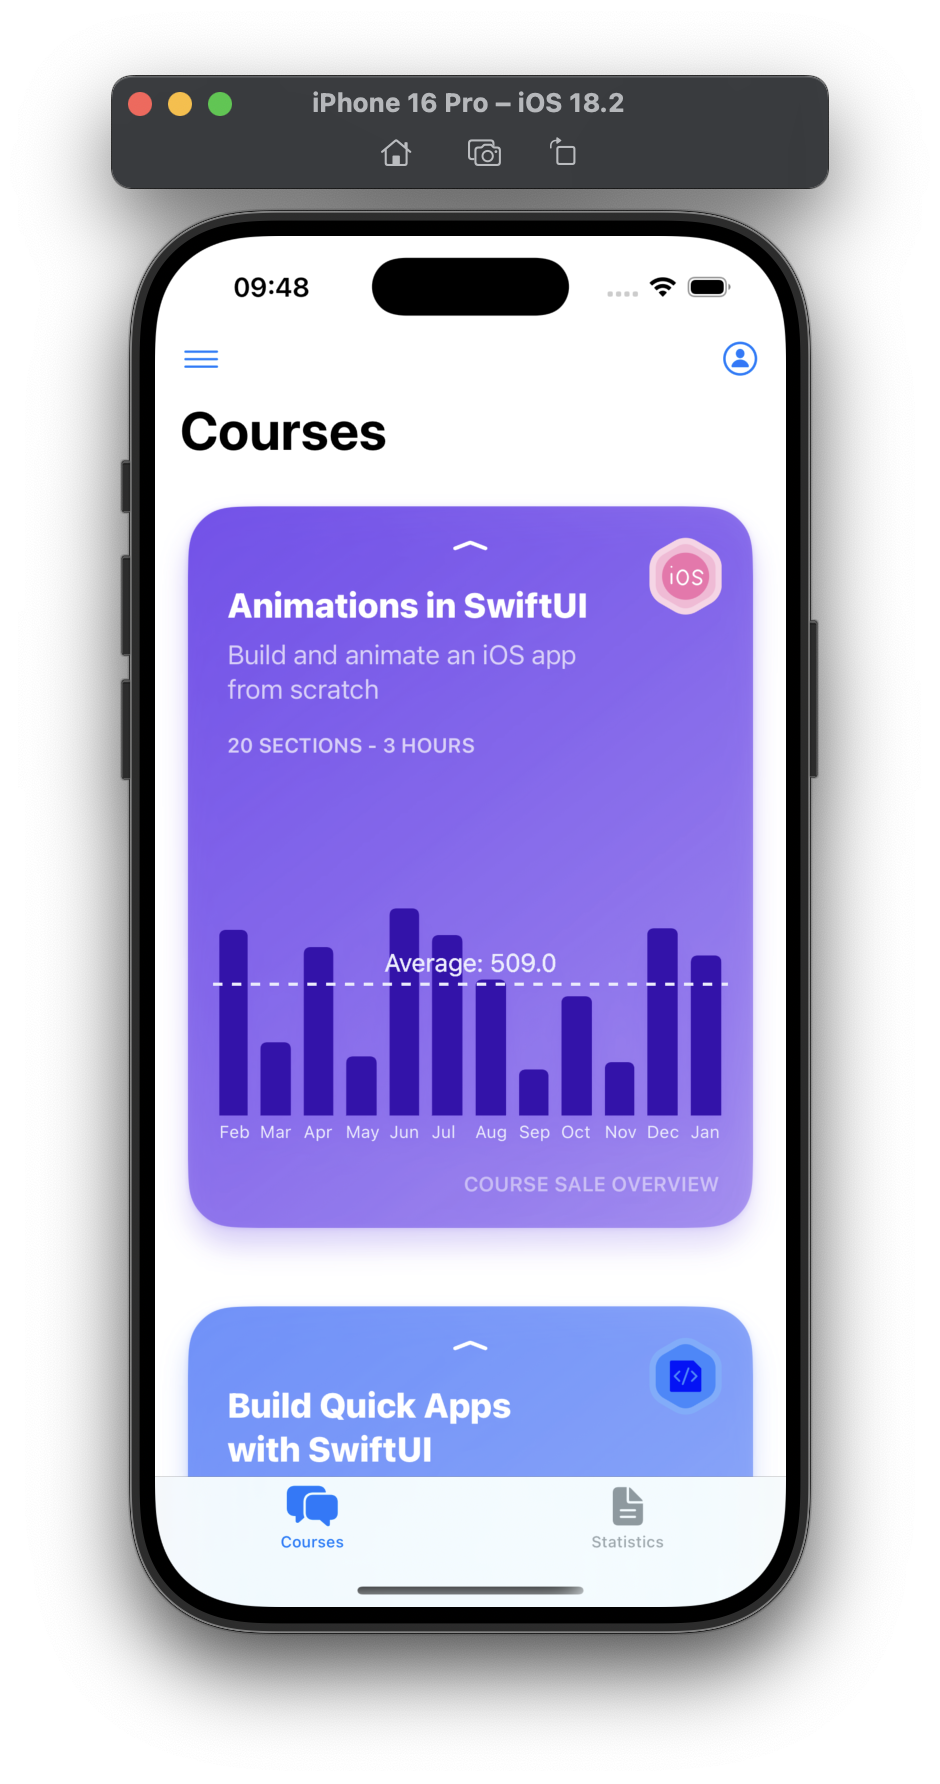 iPhone 16 Pro – iOS 18.2
09:48
Courses
iOS
Animations in SwiftUI
Build and animate an iOS app
from scratch
20 SECTIONS - 3 HOURS
Average: 509.0
Feb Mar Apr May Jun Jul Aug Sep Oct Nov Dec Jan
COURSE SALE OVERVIEW
</>
Build Quick Apps
with SwiftUI
Courses Statistics